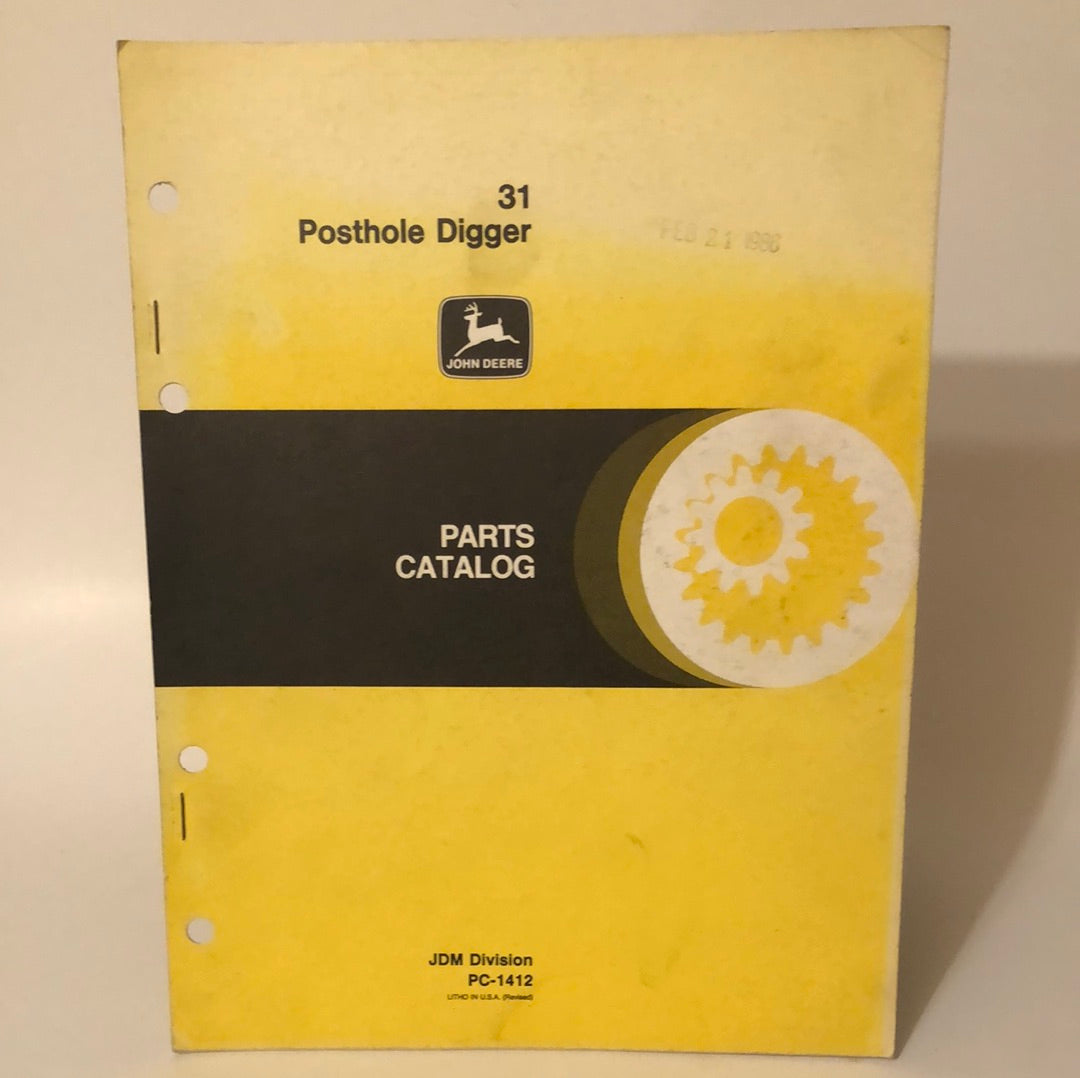 31
Posthole Digger
FEB 21 1986
JOHN DEERE
PARTS
CATALOG
JDM Division
PC-1412
LITHO IN U.S.A. (Revised)